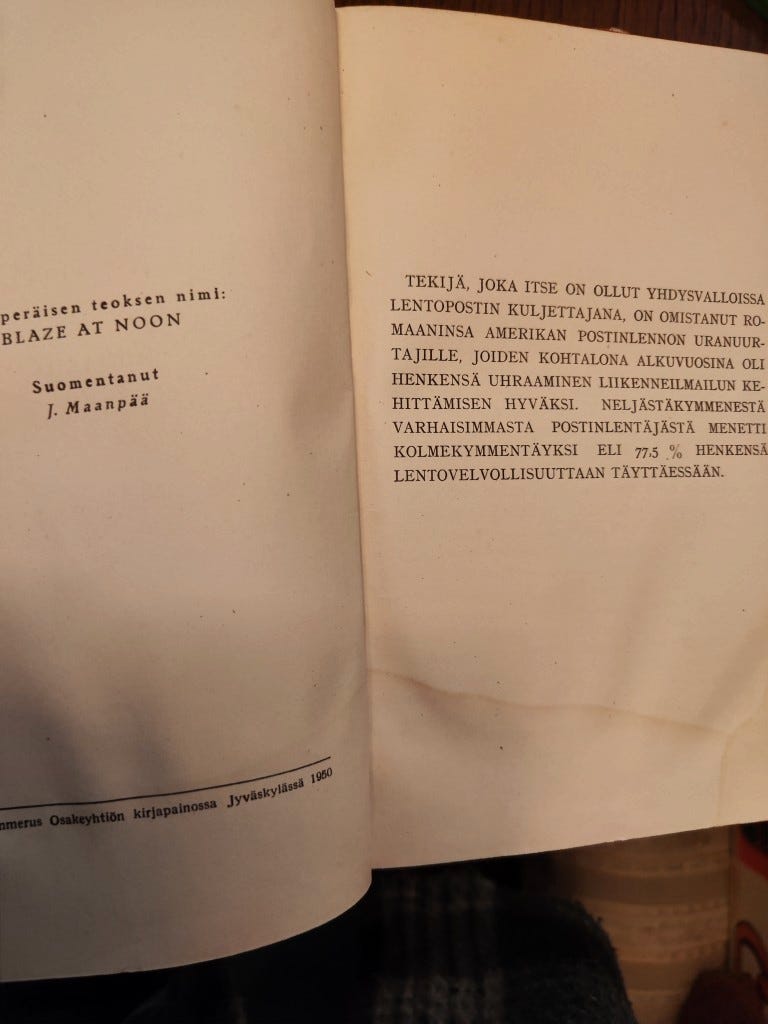 peräisen teoksen nimi:
BLAZE AT NOON
Suomentanut
J. Maanpää
mmerus Osakeyhtiön kirjapainossa Jyväskylässä 1950
TEKIJÄ, JOKA ITSE ON OLLUT YHDYSVALLOISSA
LENTOPOSTIN KULJETTAJANA, ON OMISTANUT RO-
MAANINSA AMERIKAN POSTINLENNON URANUUR-
TAJILLE, JOIDEN KOHTALONA ALKUVUOSINA OLI
HENKENSÄ UHRAAMINEN LIIKENNEILMAILUN KE-
HITTÄMISEN HYVÄKSI. NELJÄSTÄKYMMENESTÄ
VARHAISIMMASTA POSTINLENTÄJÄSTÄ MENETTI
KOLMEKYMMENTÄYKSI ELI 77.5 % HENKENSÄ
LENTOVELVOLLISUUTTAAN TÄYTTÄESSÄÄN.